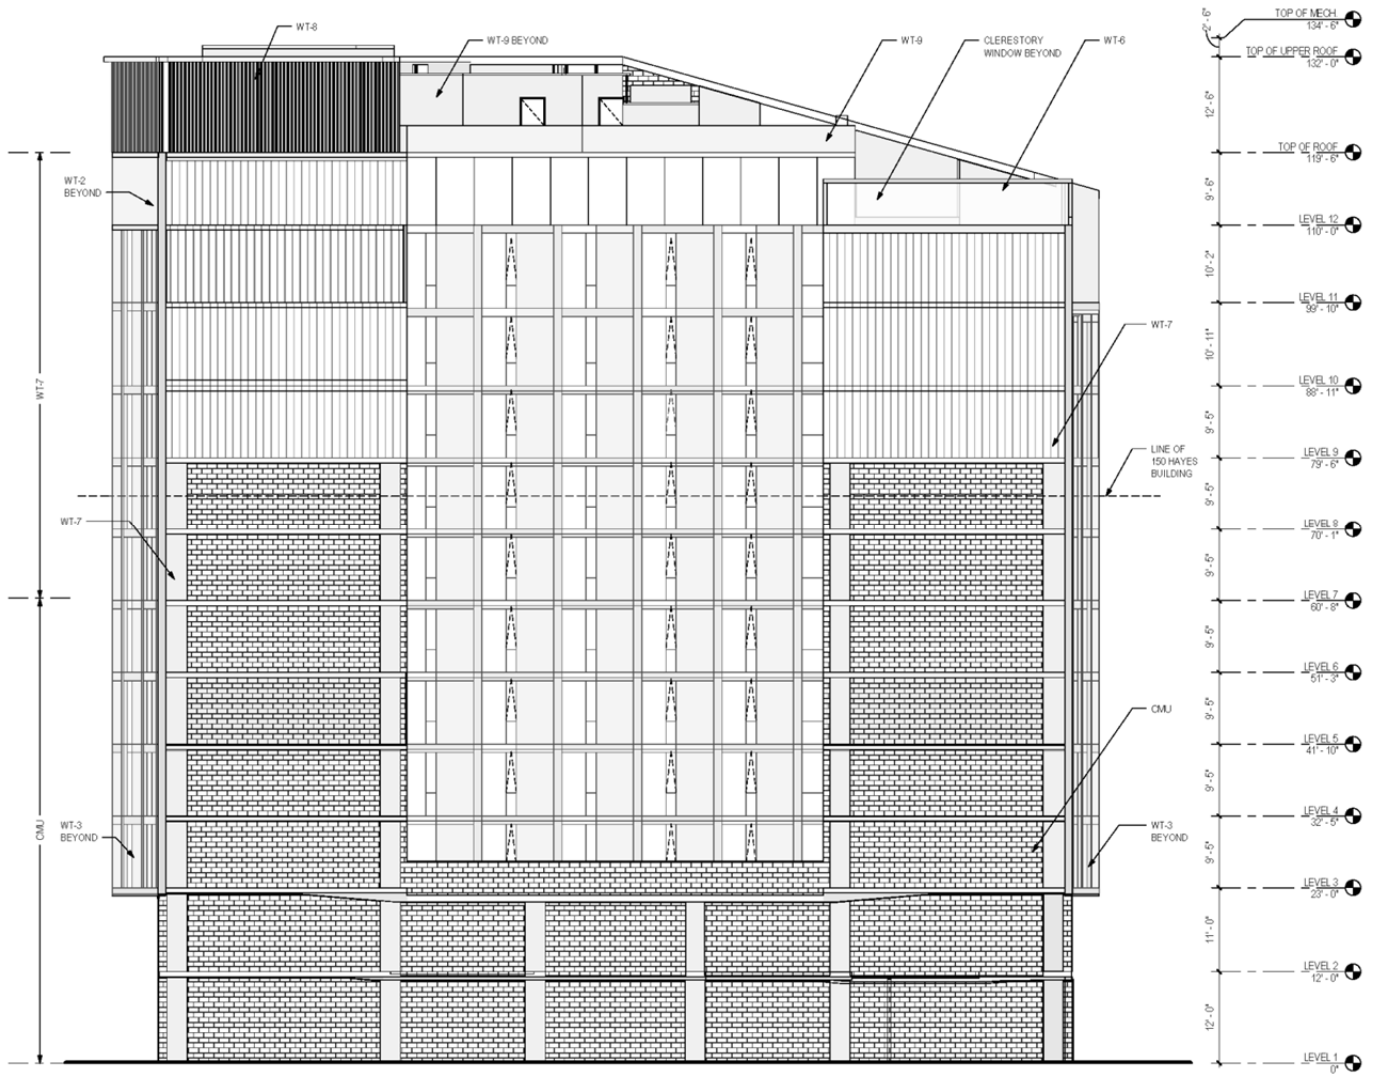 WT-8
WT-9 BEYOND
WT-9
CLERESTORY
WINDOW BEYOND
WT-6
WT-2
BEYOND
WT-7
WT-7
LINE OF
150 HAYES
BUILDING
WT-7
CMU
CMU
WT-3
BEYOND
WT-3
BEYOND
TOP OF MECH.
134' - 6"
2' - 6"
TOP OF UPPER ROOF
132' - 0"
12' - 6"
TOP OF ROOF
119' - 6"
9' - 6"
LEVEL 12
110' - 0"
10' - 2"
LEVEL 11
99' - 10"
10' - 11"
LEVEL 10
88' - 11"
9' - 5"
LEVEL 9
79' - 6"
9' - 5"
LEVEL 8
70' - 1"
9' - 5"
LEVEL 7
60' - 8"
9' - 5"
LEVEL 6
51' - 3"
9' - 5"
LEVEL 5
41' - 10"
9' - 5"
LEVEL 4
32' - 5"
9' - 5"
LEVEL 3
23' - 0"
11' - 0"
LEVEL 2
12' - 0"
12' - 0"
LEVEL 1
0"